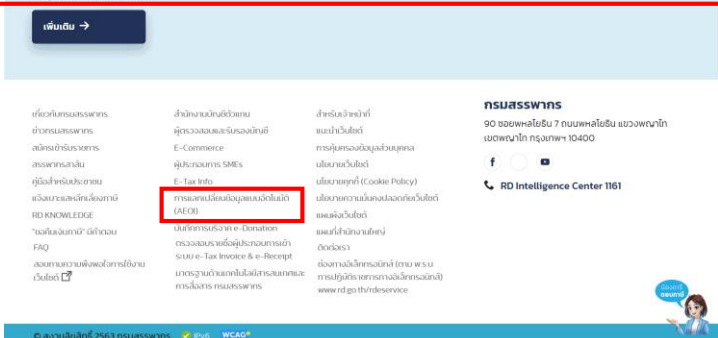 เพิ่มเติม →
เกี่ยวกับกรมสรรพากร
ข่าวกรมสรรพากร
สมัครเข้ารับราชการ
สรรพากรสาส์น
คู่มือสำหรับประชาชน
แจ้งเบาะแสหลีกเลี่ยงภาษี
RD KNOWLEDGE
"ขอคืนเงินภาษี" มีคำตอบ
FAQ
สอบถามความพึงพอใจการใช้งาน
เว็บไซต์
สำนักงานบัญชีตัวแทน
ผู้ตรวจสอบและรับรองบัญชี
E-Commerce
ผู้ประกอบการ SMEs
E-Tax Info
การแลกเปลี่ยนข้อมูลแบบอัตโนมัติ
(AEOI)
บันทึกการบริจาค e-Donation
ตรวจสอบรายชื่อผู้ประกอบการเข้า
ระบบ e-Tax Invoice & e-Receipt
มาตรฐานด้านเทคโนโลยีสารสนเทศและ
การสื่อสาร กรมสรรพากร
สำหรับเจ้าหน้าที่
แนะนำเว็บไซต์
การคุ้มครองข้อมูลส่วนบุคคล
นโยบายเว็บไซต์
นโยบายคุกกี้ (Cookie Policy)
นโยบายความมั่นคงปลอดภัยเว็บไซต์
แผนผังเว็บไซต์
แผนที่สำนักงานใหญ่
ติดต่อเรา
ช่องทางอิเล็กทรอนิกส์ (ตาม พ.ร.บ
การปฏิบัติราชการทางอิเล็กทรอนิกส์)
www.rd.go.th/rdeservice
กรมสรรพากร
90 ซอยพหลโยธิน 7 ถนนพหลโยธิน แขวงพญาไท
เขตพญาไท กรุงเทพฯ 10400
RD Intelligence Center 1161
น้องอารี
ตอบภาษี
© สงวนลิขสิทธิ์ 2563 กรมสรรพากร
IPv6
WCAG